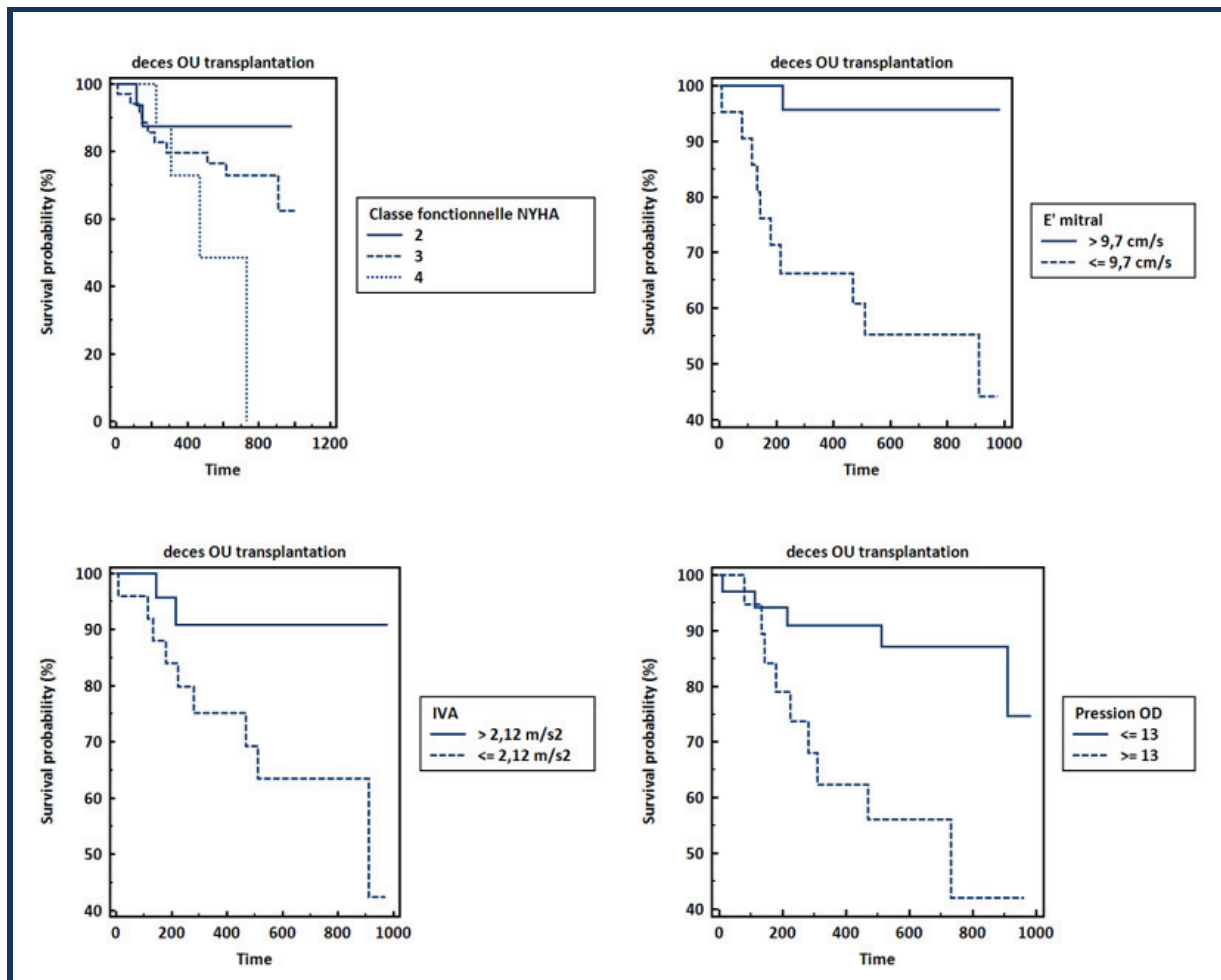 deces OU transplantation
Survival probability (%)
100
80
60
40
20
0
0 400 800 1200
Time
Classe fonctionnelle NYHA
2
3
4
deces OU transplantation
Survival probability (%)
100
90
80
70
60
50
40
0 200 400 600 800 1000
Time
E' mitral
> 9,7 cm/s
<= 9,7 cm/s
deces OU transplantation
Survival probability (%)
100
90
80
70
60
50
40
0 200 400 600 800 1000
Time
IVA
> 2,12 m/s2
<= 2,12 m/s2
deces OU transplantation
Survival probability (%)
100
90
80
70
60
50
40
0 200 400 600 800 1000
Time
Pression OD
<= 13
>= 13